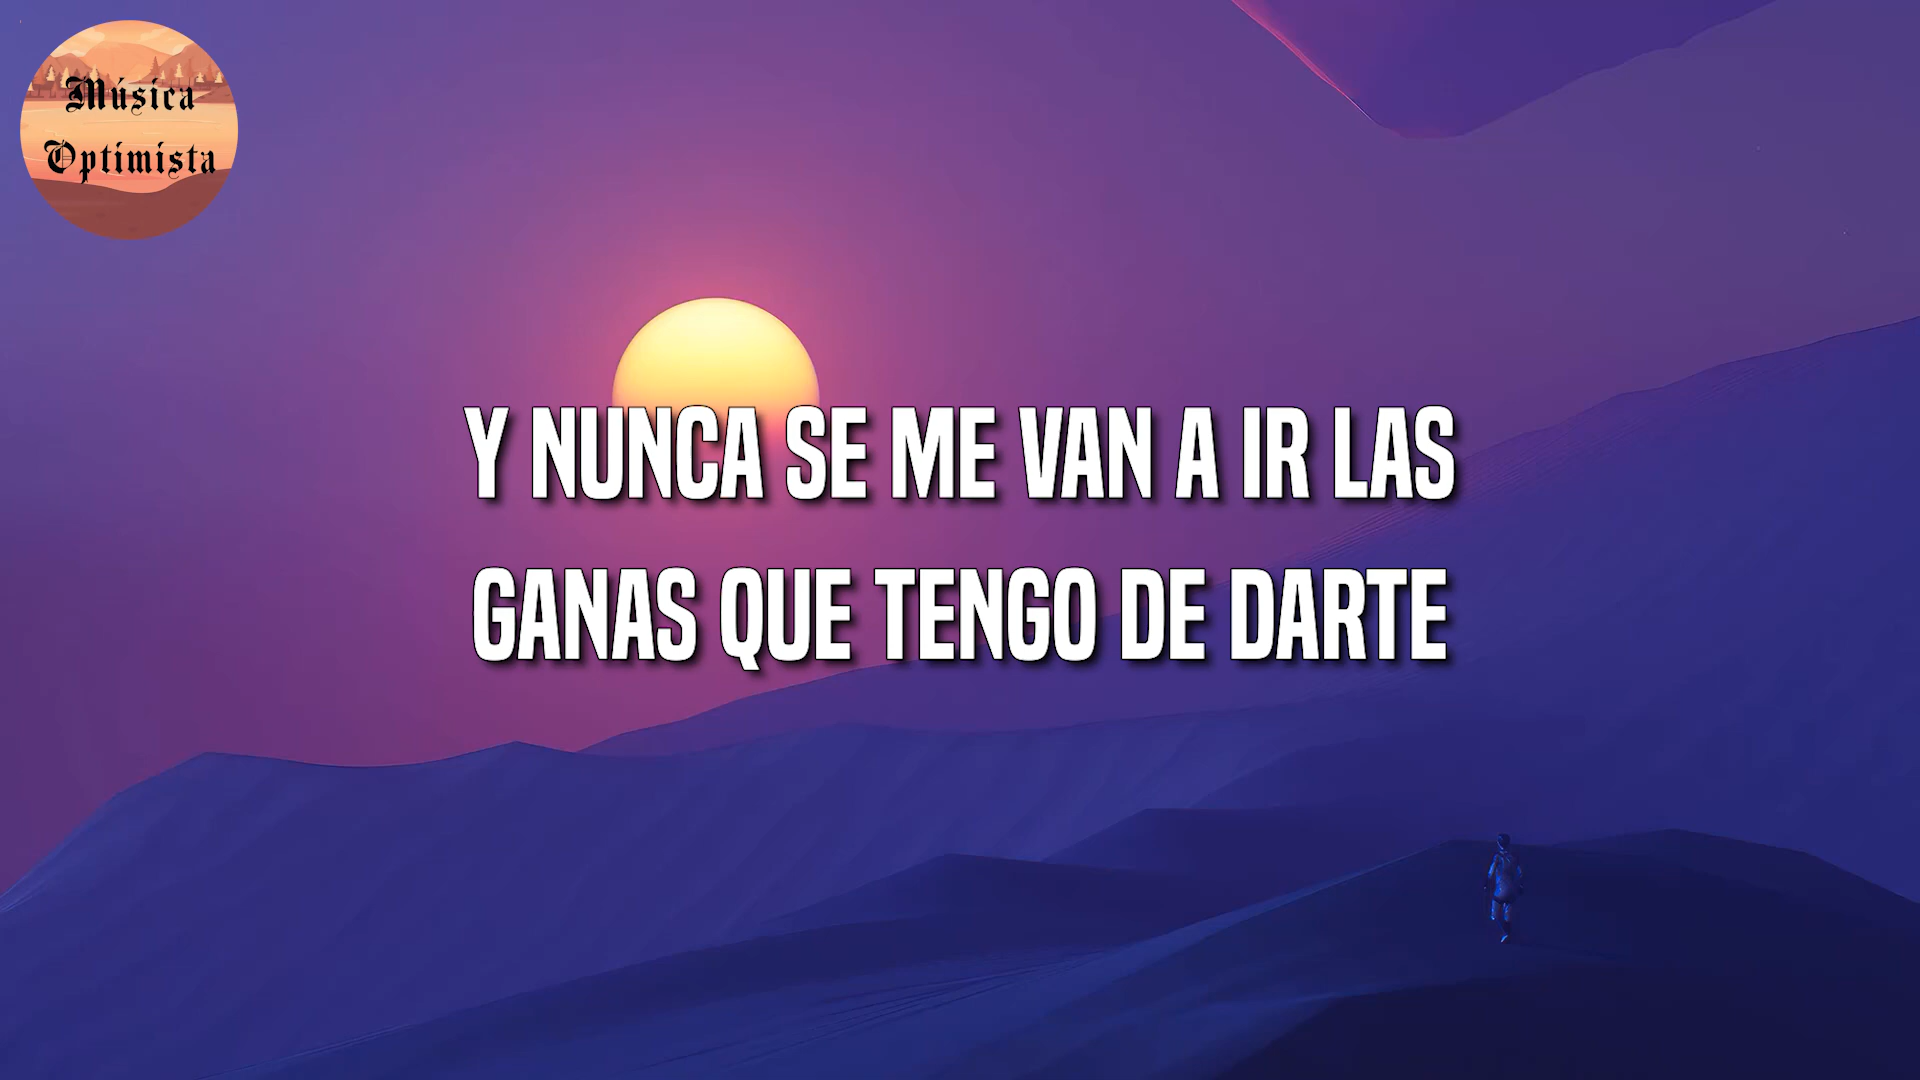 Música
Optimista
Y NUNCA SE ME VAN A IR LAS
GANAS QUE TENGO DE DARTE